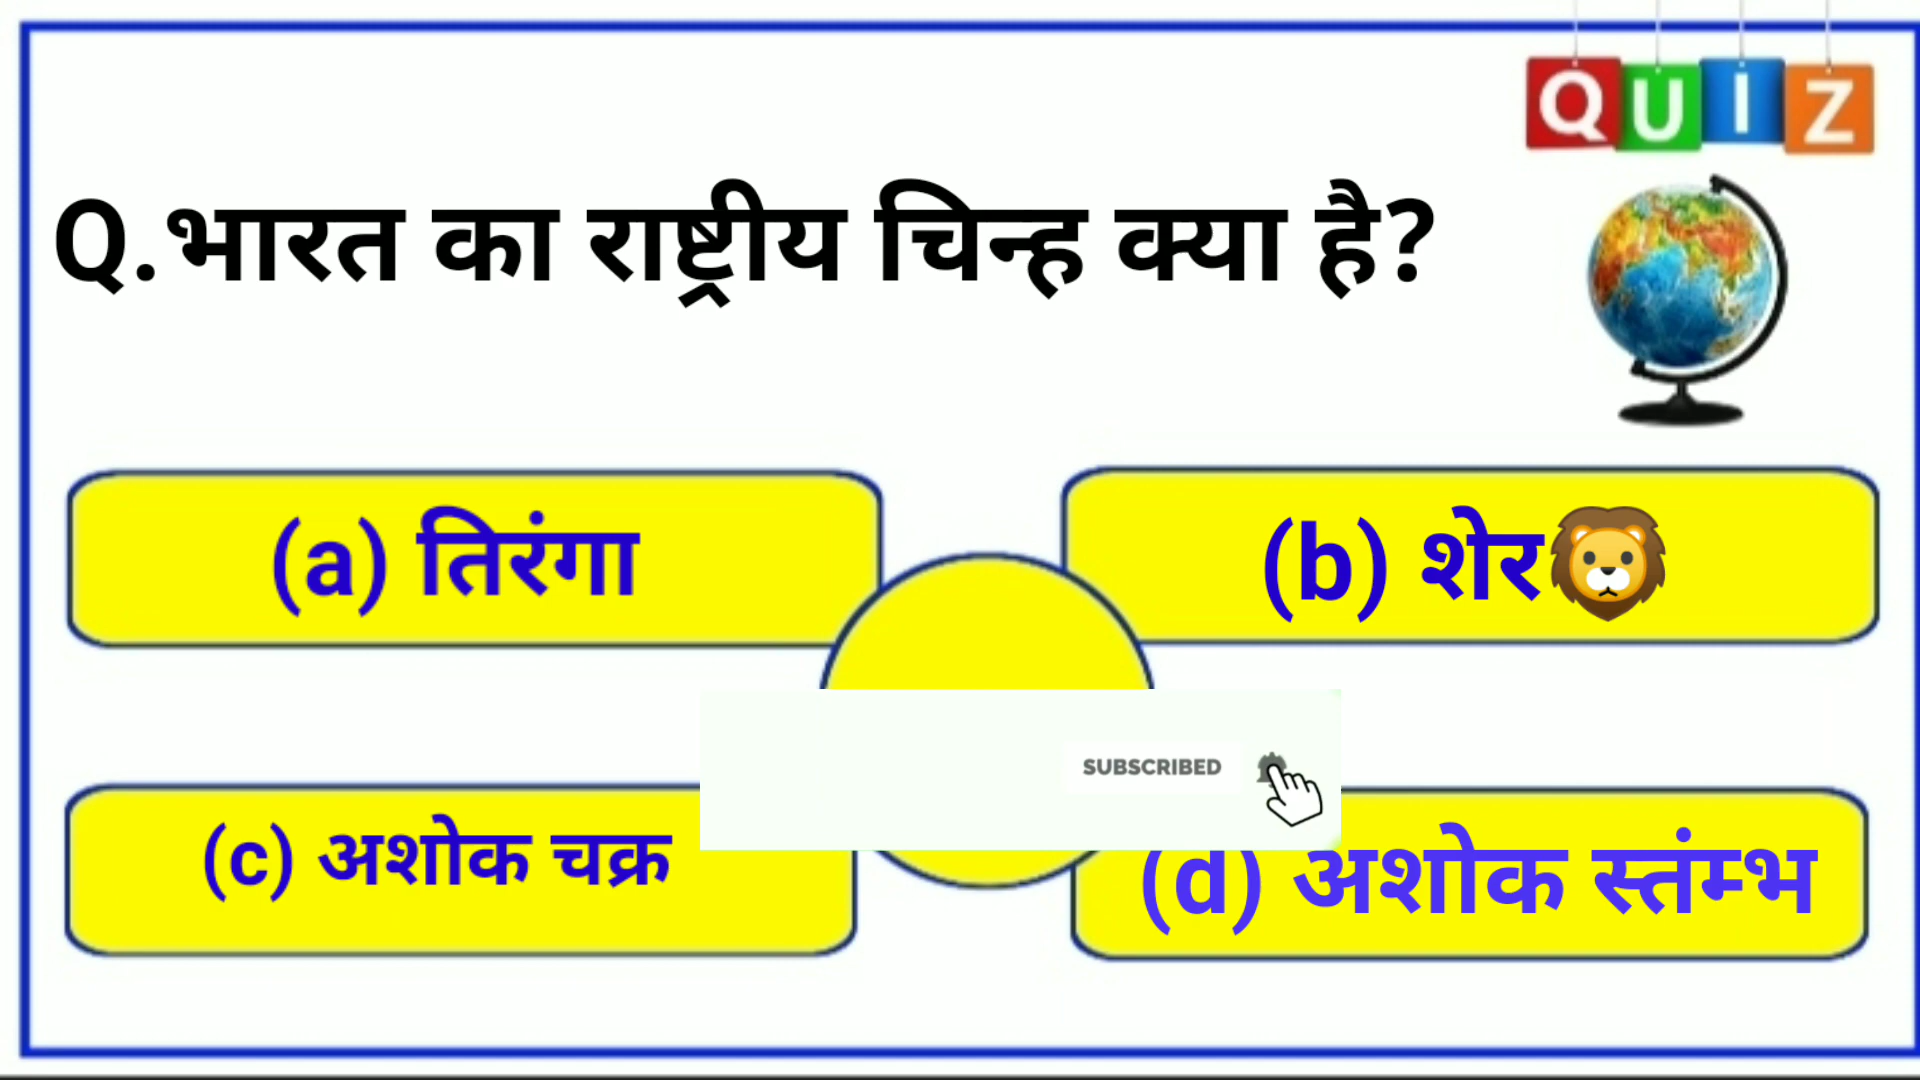 QUIZ
Q.भारत का राष्ट्रीय चिन्ह क्या है?
(a) तिरंगा
(b) शेर🦁
SUBSCRIBED
(c) अशोक चक्र
(d) अशोक स्तंम्भ